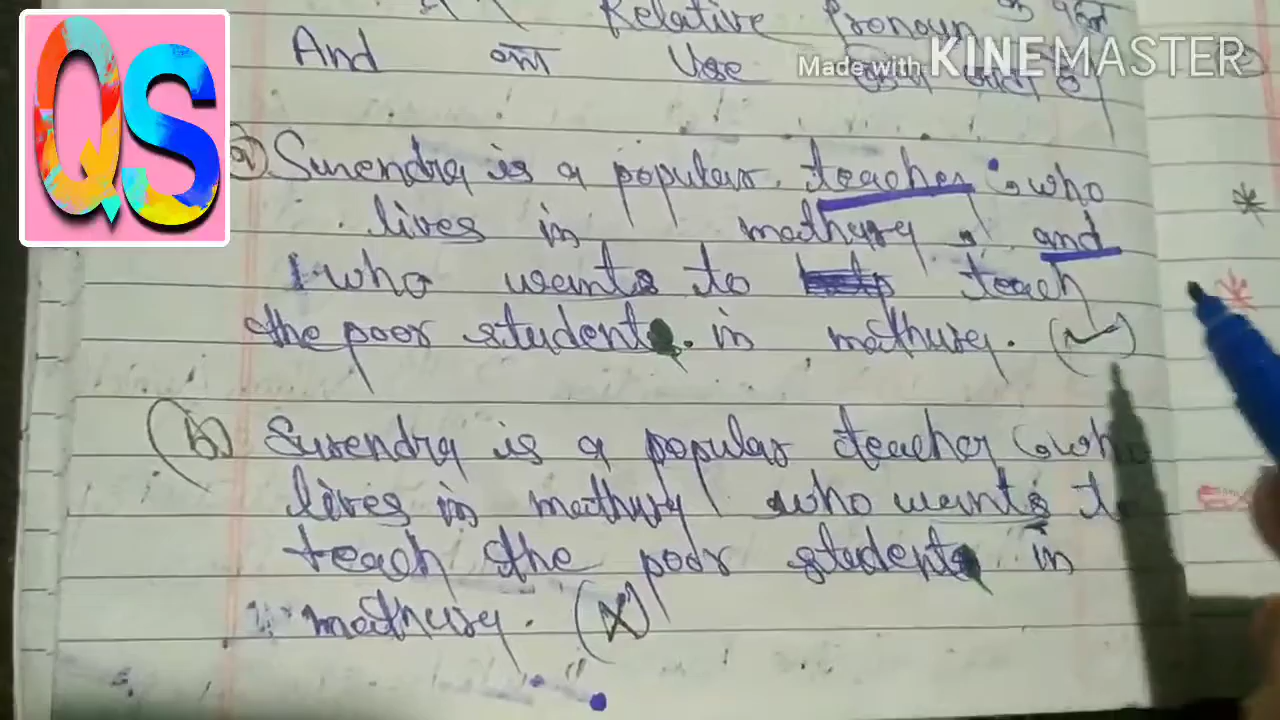 Relative Pronoun के पहले
And का Use किया जाता है
Made with KINEMASTER
QS
(a) Surendra is a popular teacher who
lives in mathura and
who wants to teach
the poor students in mathura. (✓)
(b) Surendra is a popular teacher who
lives in mathura who wants to
teach the poor students in
mathura. (X)